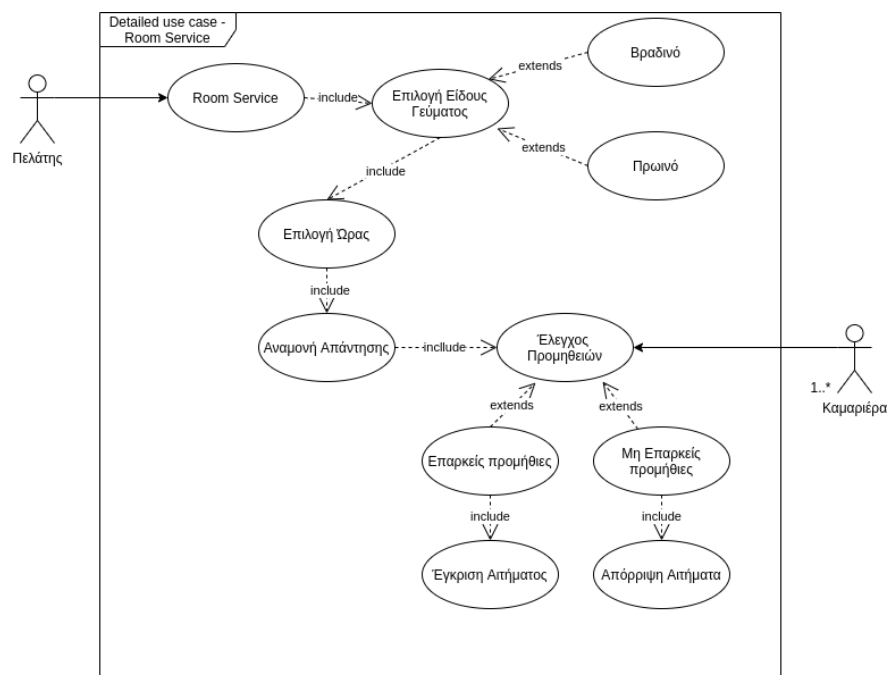 Detailed use case -
Room Service
Βραδινό
extends
Room Service
include
Επιλογή Είδους
Γεύματος
Πελάτης
extends
Πρωινό
include
Επιλογή Ώρας
include
Αναμονή Απάντησης
incllude
Έλεγχος
Προμηθειών
1..*
Καμαριέρα
extends
extends
Επαρκείς προμήθιες
Μη Επαρκείς
προμήθιες
include
include
Έγκριση Αιτήματος
Απόρριψη Αιτήματα